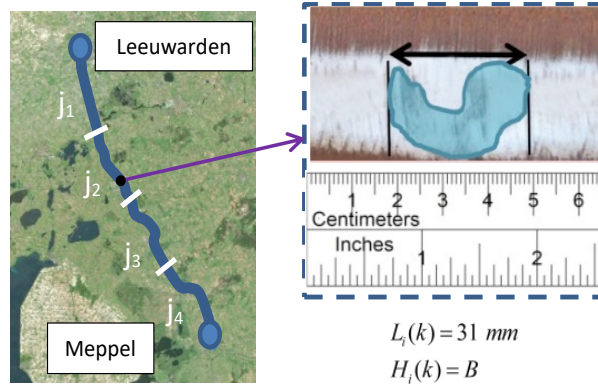 Leeuwarden
j₁
j₂
j₃
j₄
Meppel
1 2 3 4 5 6
Centimeters
Inches
1 2
Lᵢ(k) = 31 mm
Hᵢ(k) = B